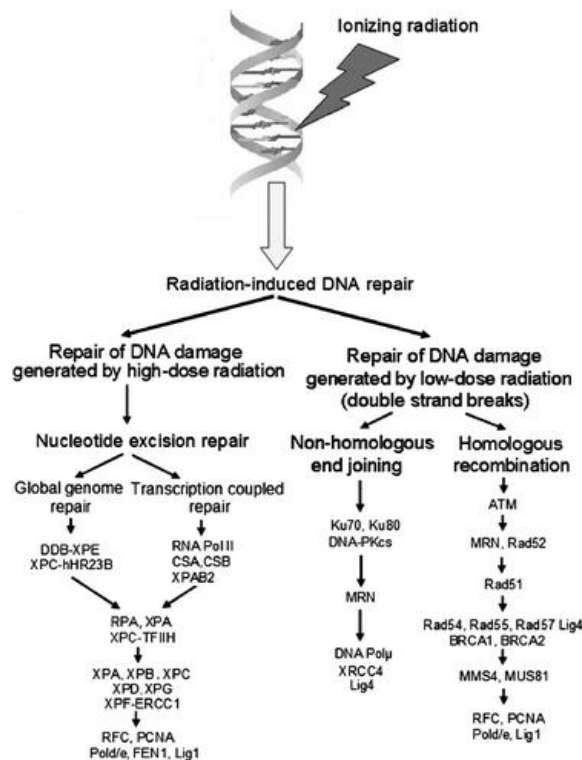 Ionizing radiation
Radiation-induced DNA repair
Repair of DNA damage
generated by high-dose radiation
Nucleotide excision repair
Global genome
repair
DDB-XPE
XPC-hHR23B
Transcription coupled
repair
RNA Pol II
CSA,CSB
XPAB2
RPA, XPA
XPC-TFIIH
XPA, XPB, XPC
XPD, XPG
XPF-ERCC1
RFC, PCNA
Pold/e, FEN1, Lig1
Repair of DNA damage
generated by low-dose radiation
(double strand breaks)
Non-homologous
end joining
Ku70, Ku80
DNA-PKcs
MRN
DNA Polµ
XRCC4
Lig4
Homologous
recombination
ATM
MRN, Rad52
Rad51
Rad54, Rad55, Rad57 Lig4
BRCA1, BRCA2
MMS4, MUS81
RFC, PCNA
Pold/e, Lig1